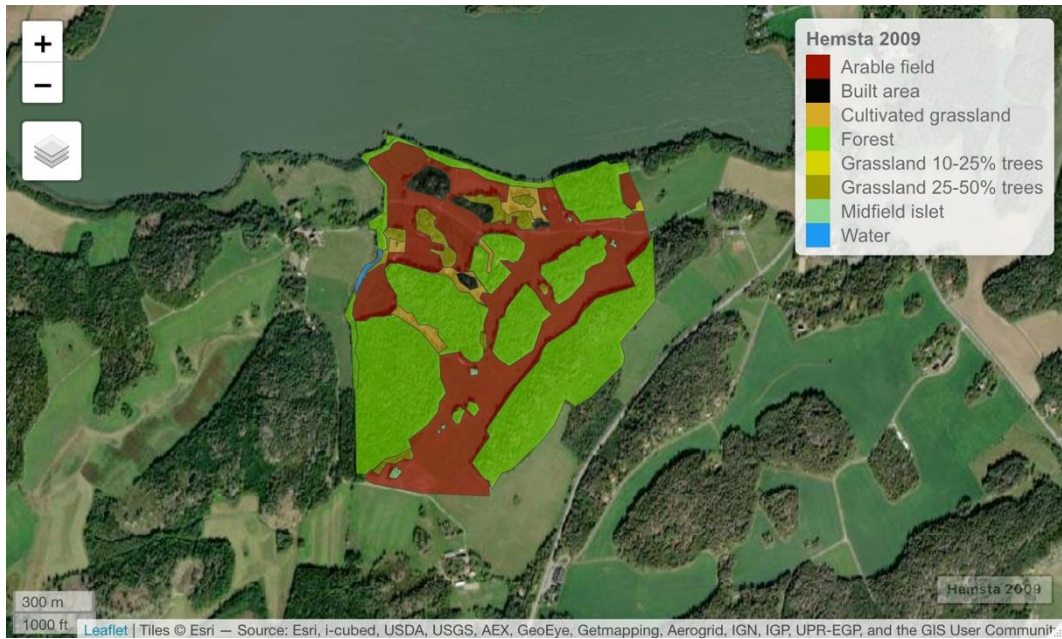 +
−
Hemsta 2009
Arable field
Built area
Cultivated grassland
Forest
Grassland 10-25% trees
Grassland 25-50% trees
Midfield islet
Water
Hemsta 2009
300 m
1000 ft
Leaflet | Tiles © Esri — Source: Esri, i-cubed, USDA, USGS, AEX, GeoEye, Getmapping, Aerogrid, IGN, IGP, UPR-EGP, and the GIS User Communit